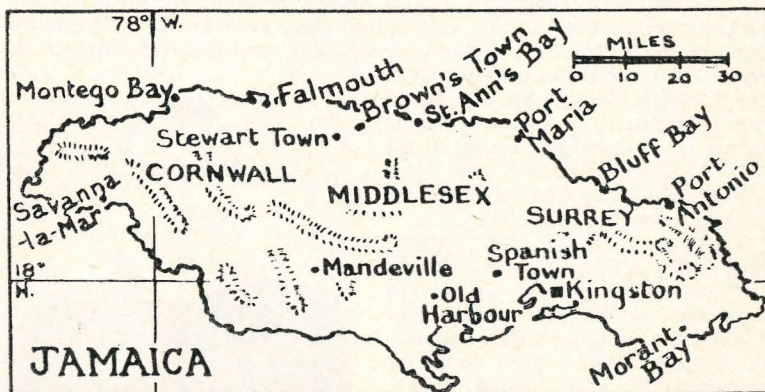 78° W.
MILES
0 10 20 30
Montego Bay
Falmouth
Brown's Town
St. Ann's Bay
Port
Maria
Stewart Town
CORNWALL
MIDDLESEX
Bluff Bay
Port
Antonio
SURREY
Savanna
-la-Mar
18°
N.
Mandeville
Spanish
Town
Old
Harbour
Kingston
Morant
Bay
JAMAICA